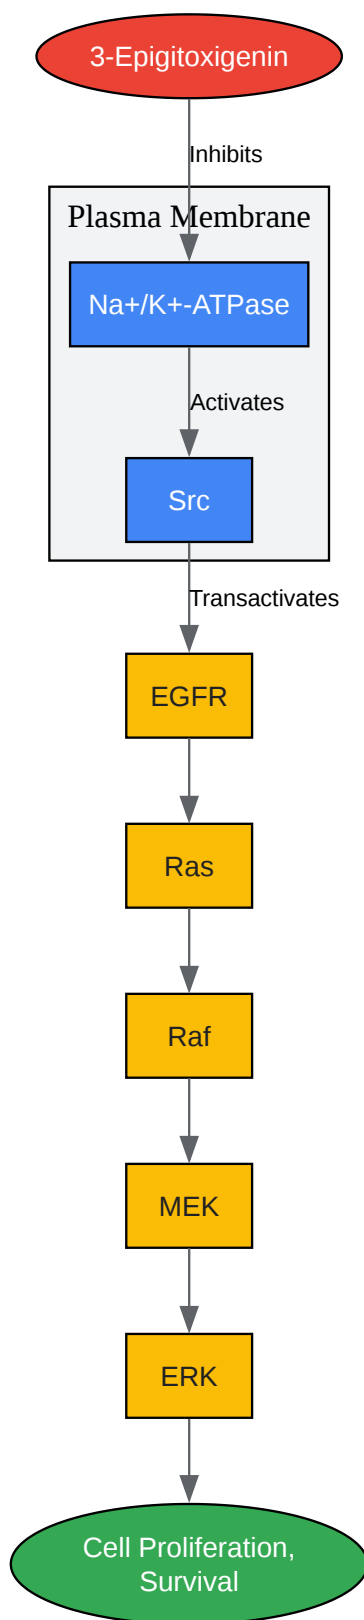 3-Epigitoxigenin
Inhibits
Plasma Membrane
Na+/K+-ATPase
Activates
Src
Transactivates
EGFR
Ras
Raf
MEK
ERK
Cell Proliferation,
Survival